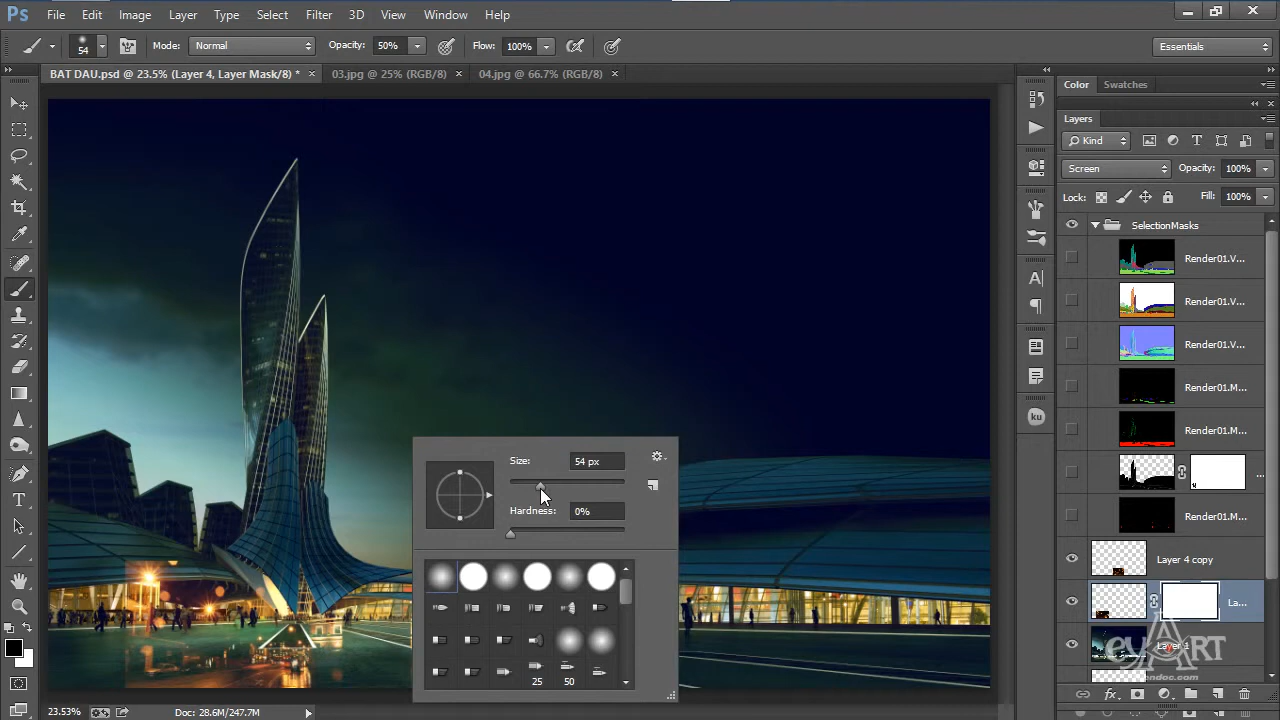 Ps File Edit Image Layer Type Select Filter 3D View Window Help
54 Mode: Normal Opacity: 50% Flow: 100% Essentials
BAT DAU.psd @ 23.5% (Layer 4, Layer Mask/8) * × 03.jpg @ 25% (RGB/8) × 04.jpg @ 66.7% (RGB/8) ×
Color Swatches
Layers
Kind
Screen Opacity: 100%
Lock: Fill: 100%
SelectionMasks
Render01.V...
Render01.V...
Render01.V...
Render01.M...
Render01.M...
Render01.M...
Layer 4 copy
La...
Layer 1
Size: 54 px
Hardness: 0%
25 50
ku
23.53% Doc: 28.6M/247.7M